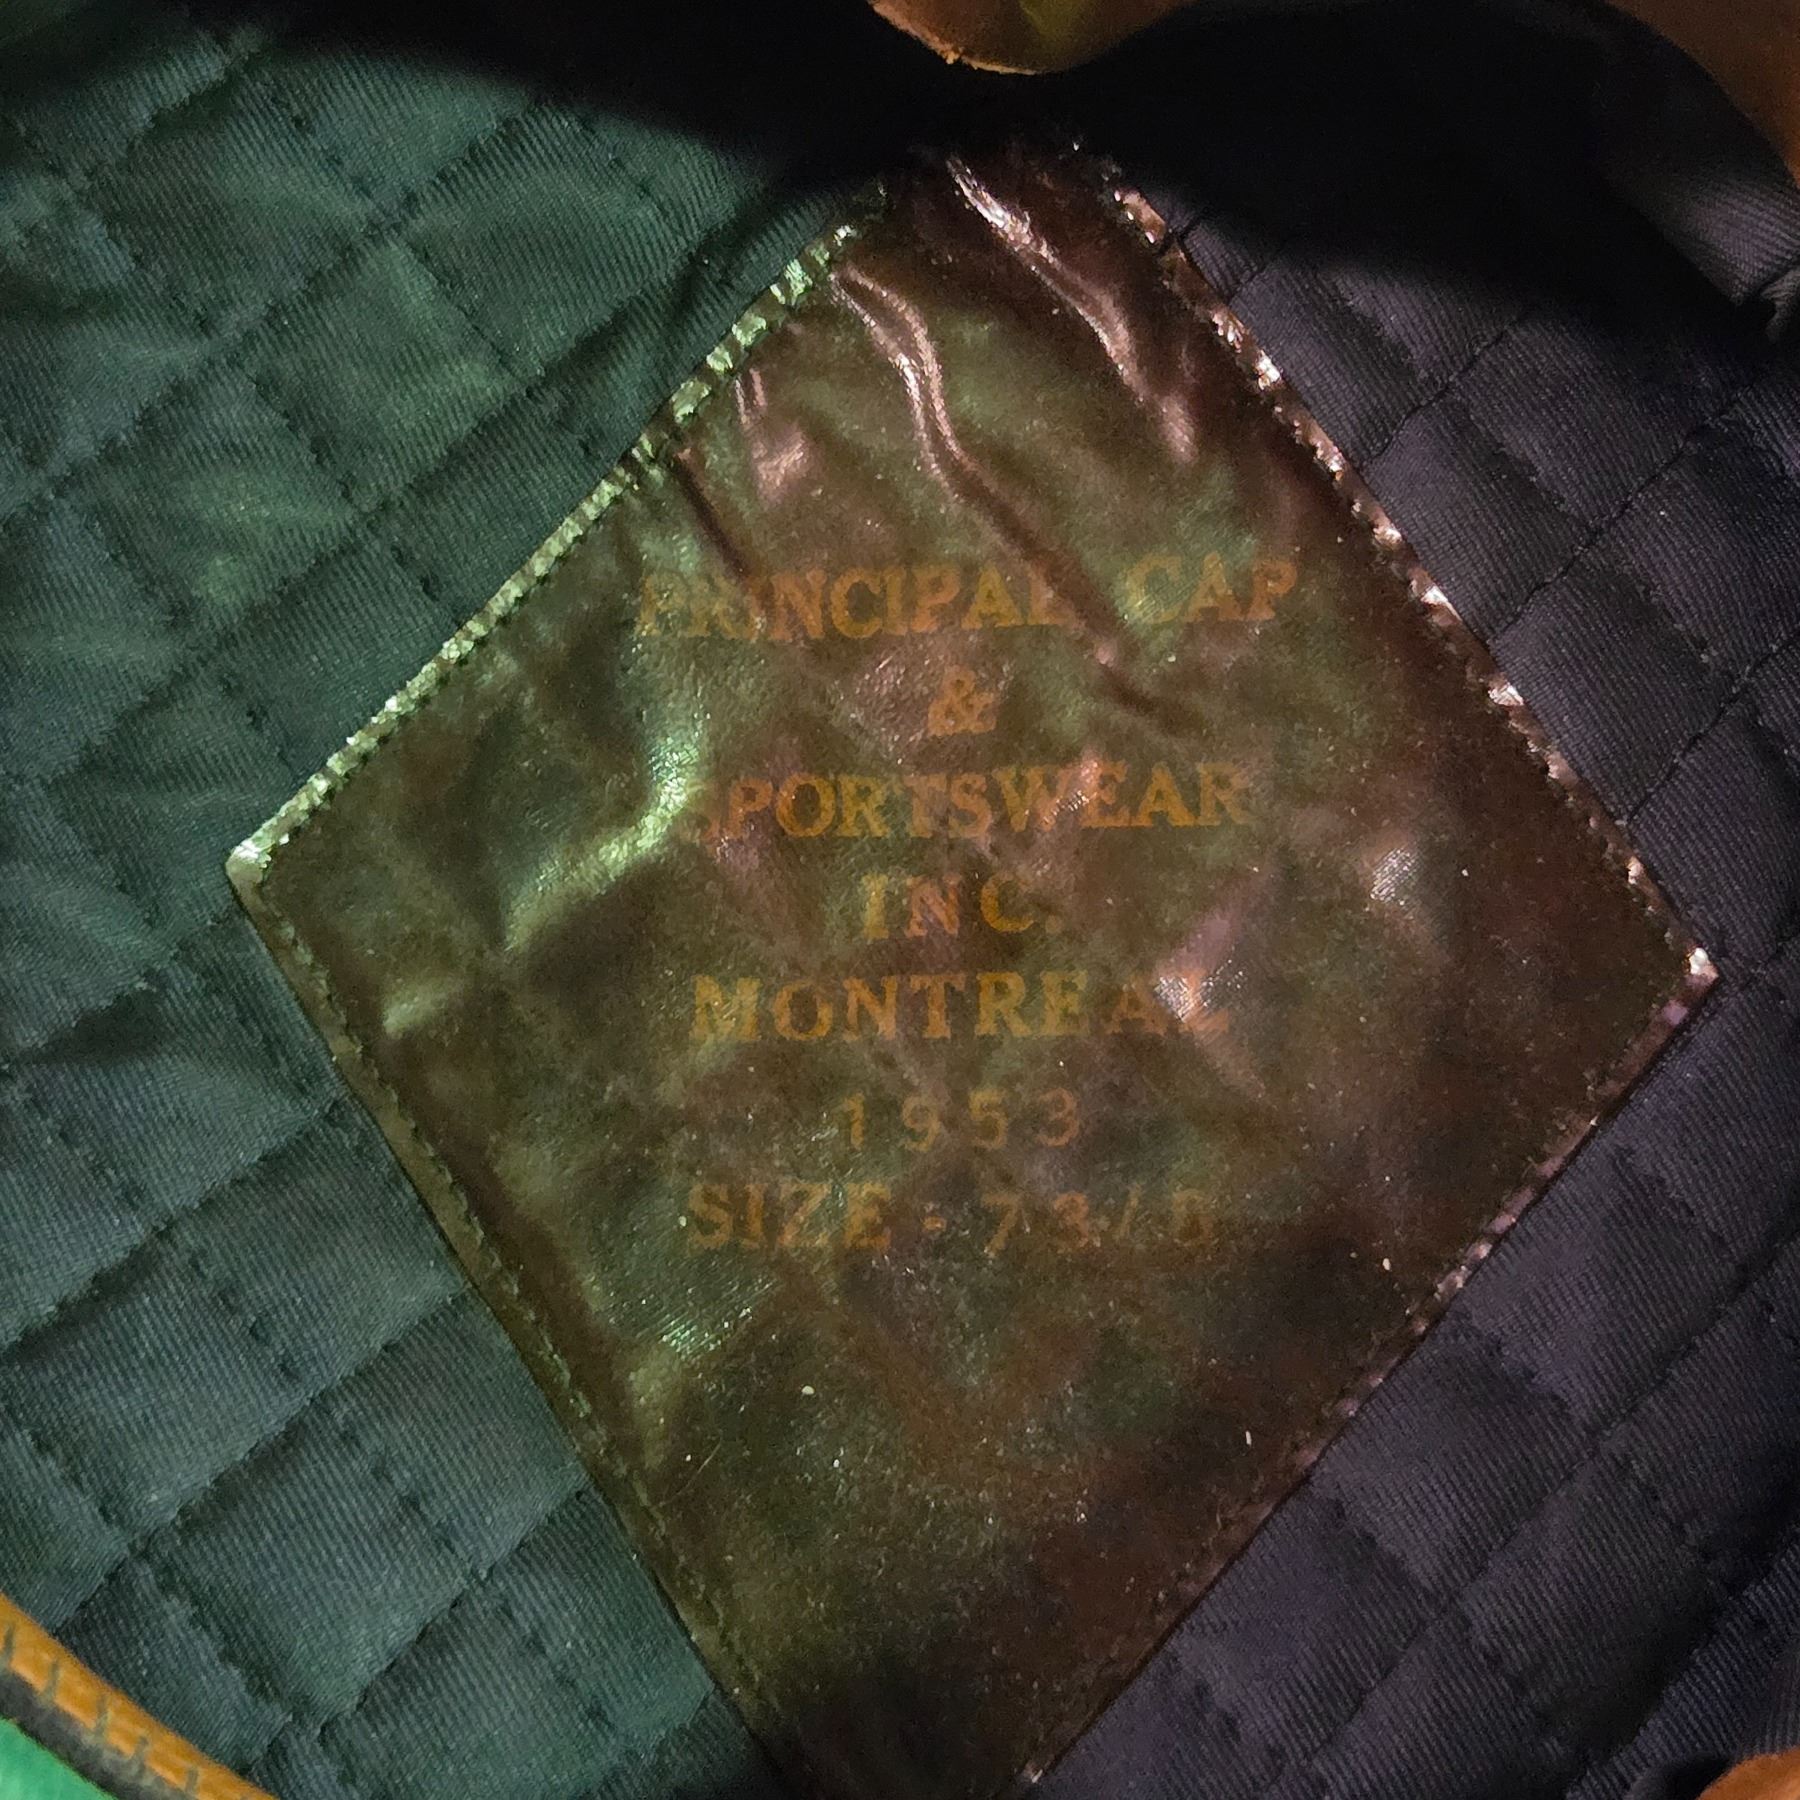 PRINCIPAL CAP
&
SPORTSWEAR
INC.
MONTREAL
1953
SIZE - 7 3/8